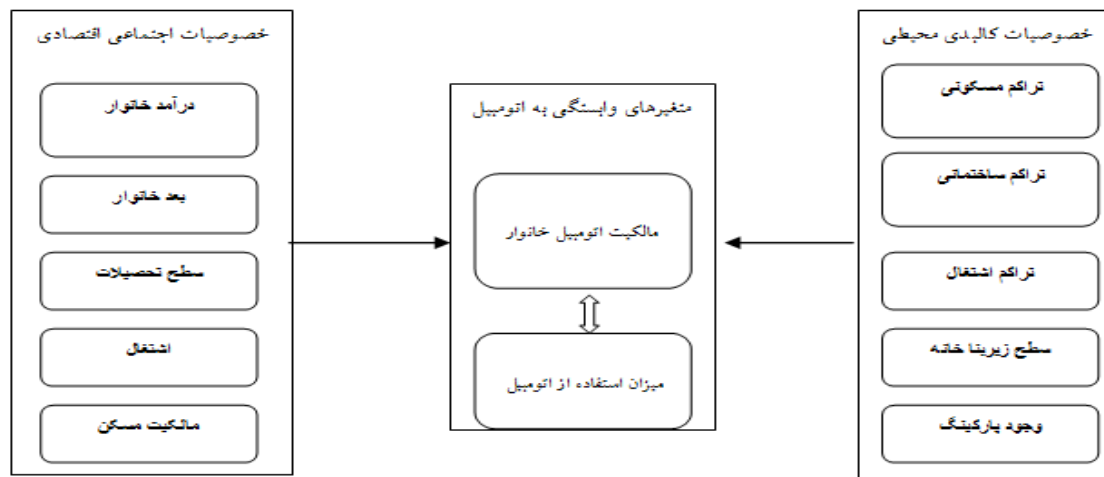 خصوصیات کالبدی محیطی
تراکم مسکونی
تراکم ساختمانی
تراکم اشتغال
سطح زیربنا خانه
وجود پارکینگ
متغیرهای وابستگی به اتومبیل
مالکیت اتومبیل خانوار
میزان استفاده از اتومبیل
خصوصیات اجتماعی اقتصادی
درآمد خانوار
بعد خانوار
سطح تحصیلات
اشتغال
مالکیت مسکن